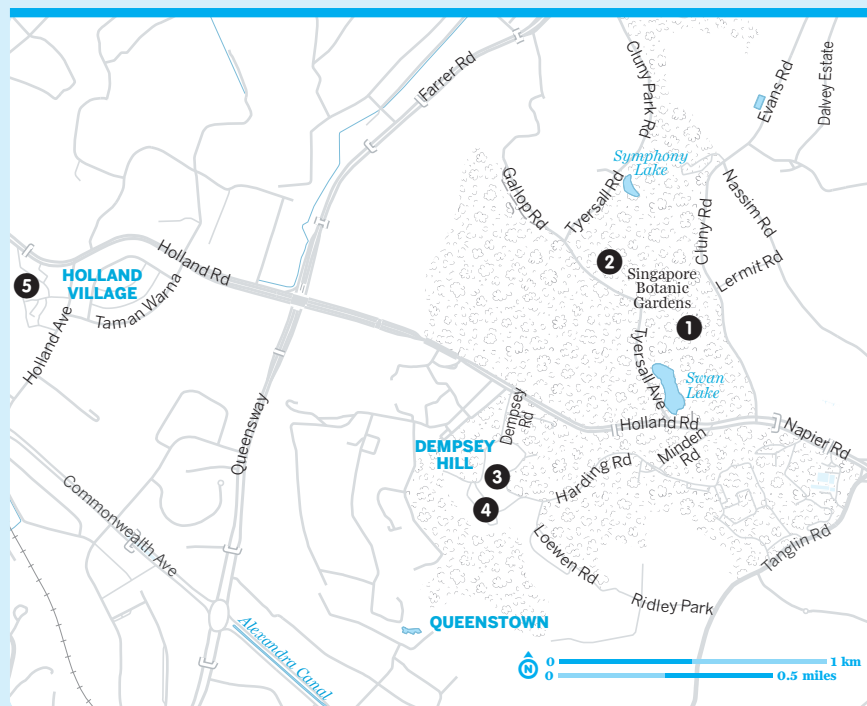 Farrer Rd
Cluny Park Rd
Evans Rd
Dalvey Estate
Symphony
Lake
Gallop Rd
Tyersall Rd
Nassim Rd
Cluny Rd
Lermit Rd
2
Singapore
Botanic
Gardens
1
Holland Rd
5
HOLLAND
VILLAGE
Taman Warna
Holland Ave
Tyersall Ave
Swan
Lake
Queensway
Dempsey
Rd
Holland Rd
Napier Rd
Minden
Rd
DEMPSEY
HILL
3
Harding Rd
4
Commonwealth Ave
Loewen Rd
Tanglin Rd
Ridley Park
QUEENSTOWN
Alexandra Canal
N
0
1 km
0
0.5 miles